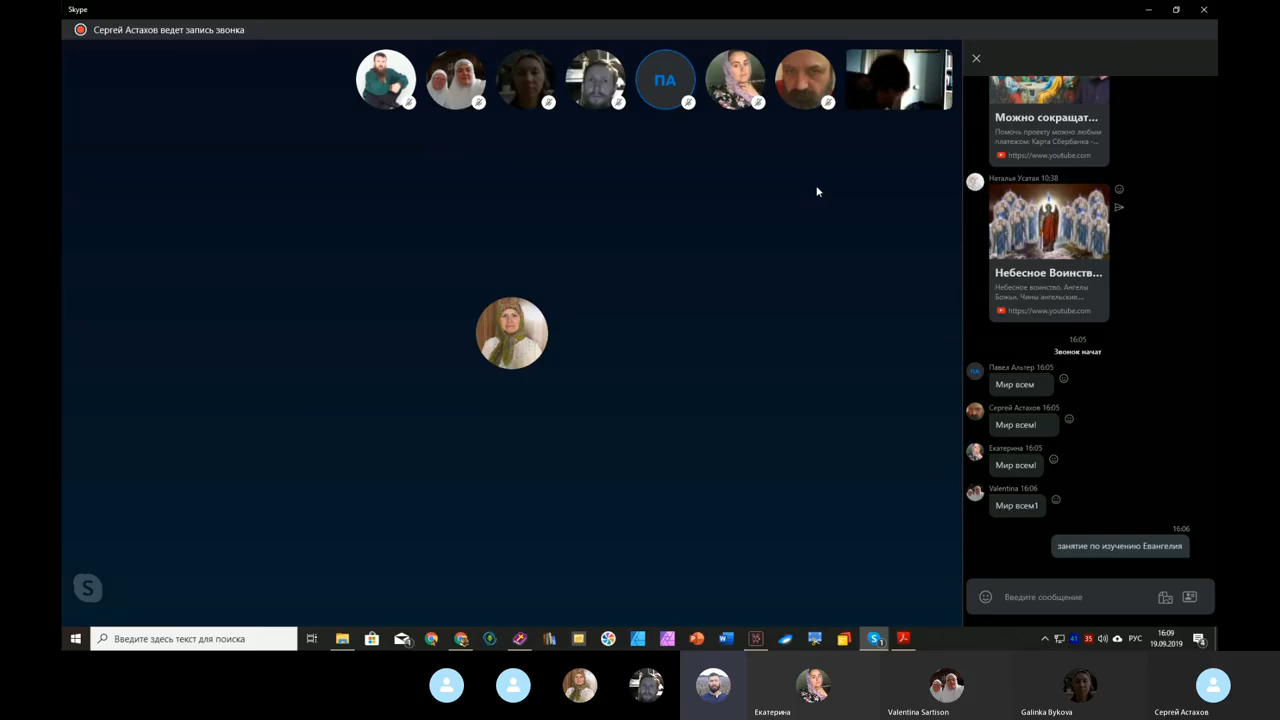 Skype
Сергей Астахов ведет запись звонка
ПА
Можно сокращат...
Помочь проекту можно любым
платежом: Карта Сбербанка -...
https://www.youtube.com
Наталья Усатая 10:38
Небесное Воинств...
Небесное воинство. Ангелы
Божьи. Чины ангельские...
https://www.youtube.com
16:05
Звонок начат
ПА
Павел Альтер 16:05
Мир всем
Сергей Астахов 16:05
Мир всем!
Екатерина 16:05
Мир всем!
Valentina 16:06
Мир всем1
16:06
занятие по изучению Евангелия
Введите сообщение
S
Введите здесь текст для поиска
41
35
РУС
16:09
19.09.2019
Екатерина
Valentina Sartison
Galinka Bykova
Сергей Астахов